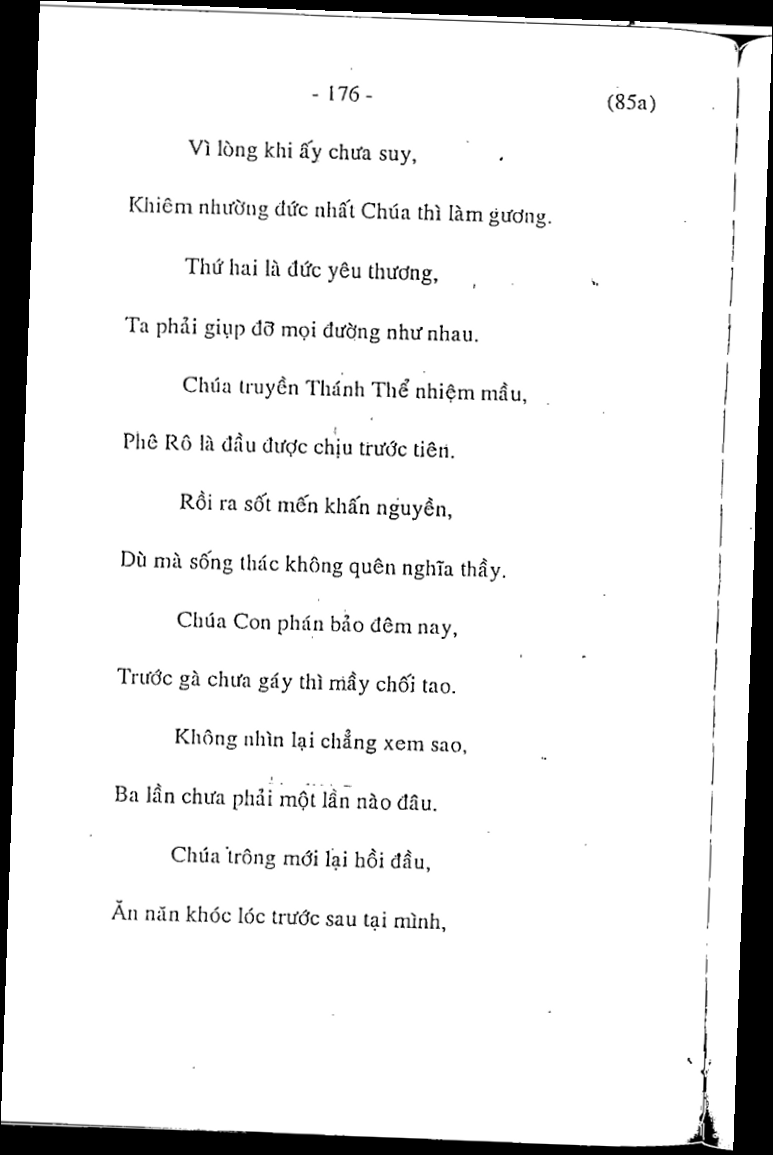 - 176 -
(85a)
Vì lòng khi ấy chưa suy,
Khiêm nhường đức nhất Chúa thì làm gương.
Thứ hai là đức yêu thương,
Ta phải giụp đỡ mọi đường như nhau.
Chúa truyền Thánh Thể nhiệm mầu,
Phê Rô là đầu được chịu trước tiên.
Rồi ra sốt mến khấn nguyền,
Dù mà sống thác không quên nghĩa thầy.
Chúa Con phán bảo đêm nay,
Trước gà chưa gáy thì mầy chối tao.
Không nhìn lại chẳng xem sao,
Ba lần chưa phải một lần nào đâu.
Chúa trông mới lại hồi đầu,
Ăn năn khóc lóc trước sau tại mình,